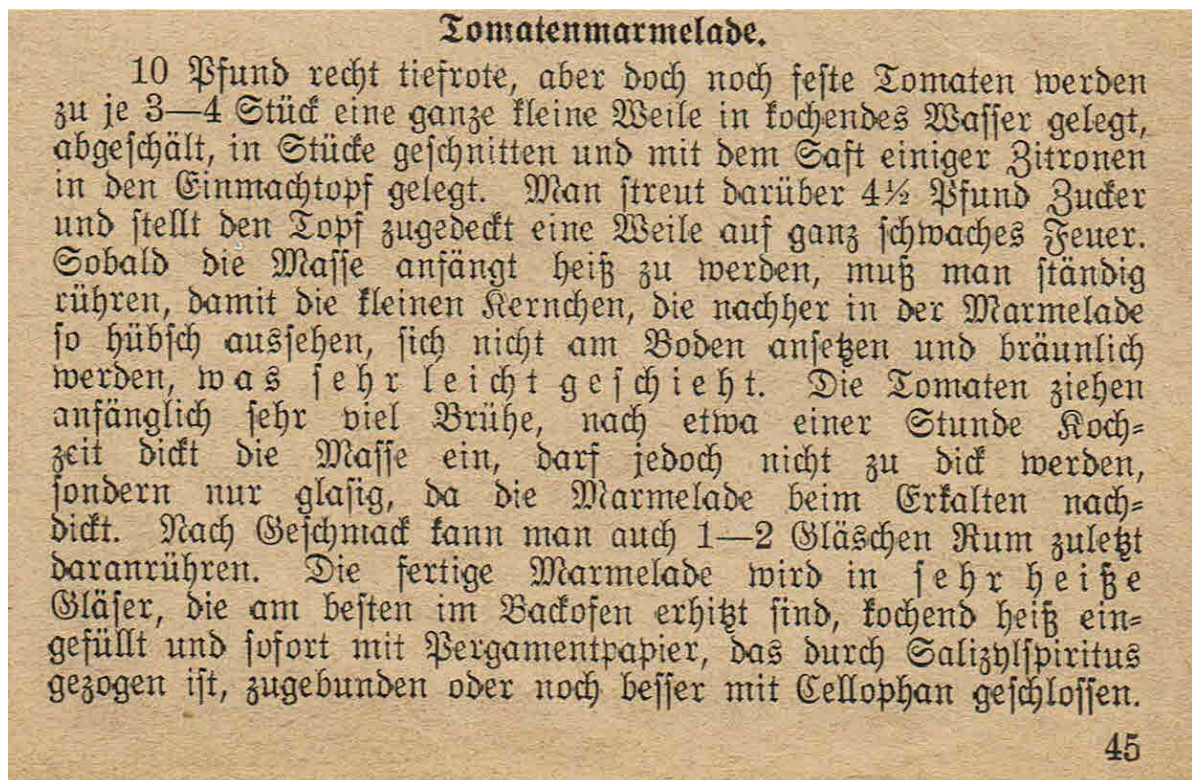 Tomatenmarmelade.
10 Pfund recht tiefrote, aber doch noch feste Tomaten werden
zu je 3—4 Stück eine ganze kleine Weile in kochendes Wasser gelegt,
abgeschält, in Stücke geschnitten und mit dem Saft einiger Zitronen
in den Einmachtopf gelegt. Man streut darüber 4½ Pfund Zucker
und stellt den Topf zugedeckt eine Weile auf ganz schwaches Feuer.
Sobald die Masse anfängt heiß zu werden, muß man ständig
rühren, damit die kleinen Kernchen, die nachher in der Marmelade
so hübsch aussehen, sich nicht am Boden ansetzen und bräunlich
werden, was sehr leicht geschieht. Die Tomaten ziehen
anfänglich sehr viel Brühe, nach etwa einer Stunde Koch-
zeit dickt die Masse ein, darf jedoch nicht zu dick werden,
sondern nur glasig, da die Marmelade beim Erkalten nach-
dickt. Nach Geschmack kann man auch 1—2 Gläschen Rum zuletzt
daranrühren. Die fertige Marmelade wird in sehr heiße
Gläser, die am besten im Backofen erhitzt sind, kochend heiß ein-
gefüllt und sofort mit Pergamentpapier, das durch Salizylspiritus
gezogen ist, zugebunden oder noch besser mit Cellophan geschlossen.
45